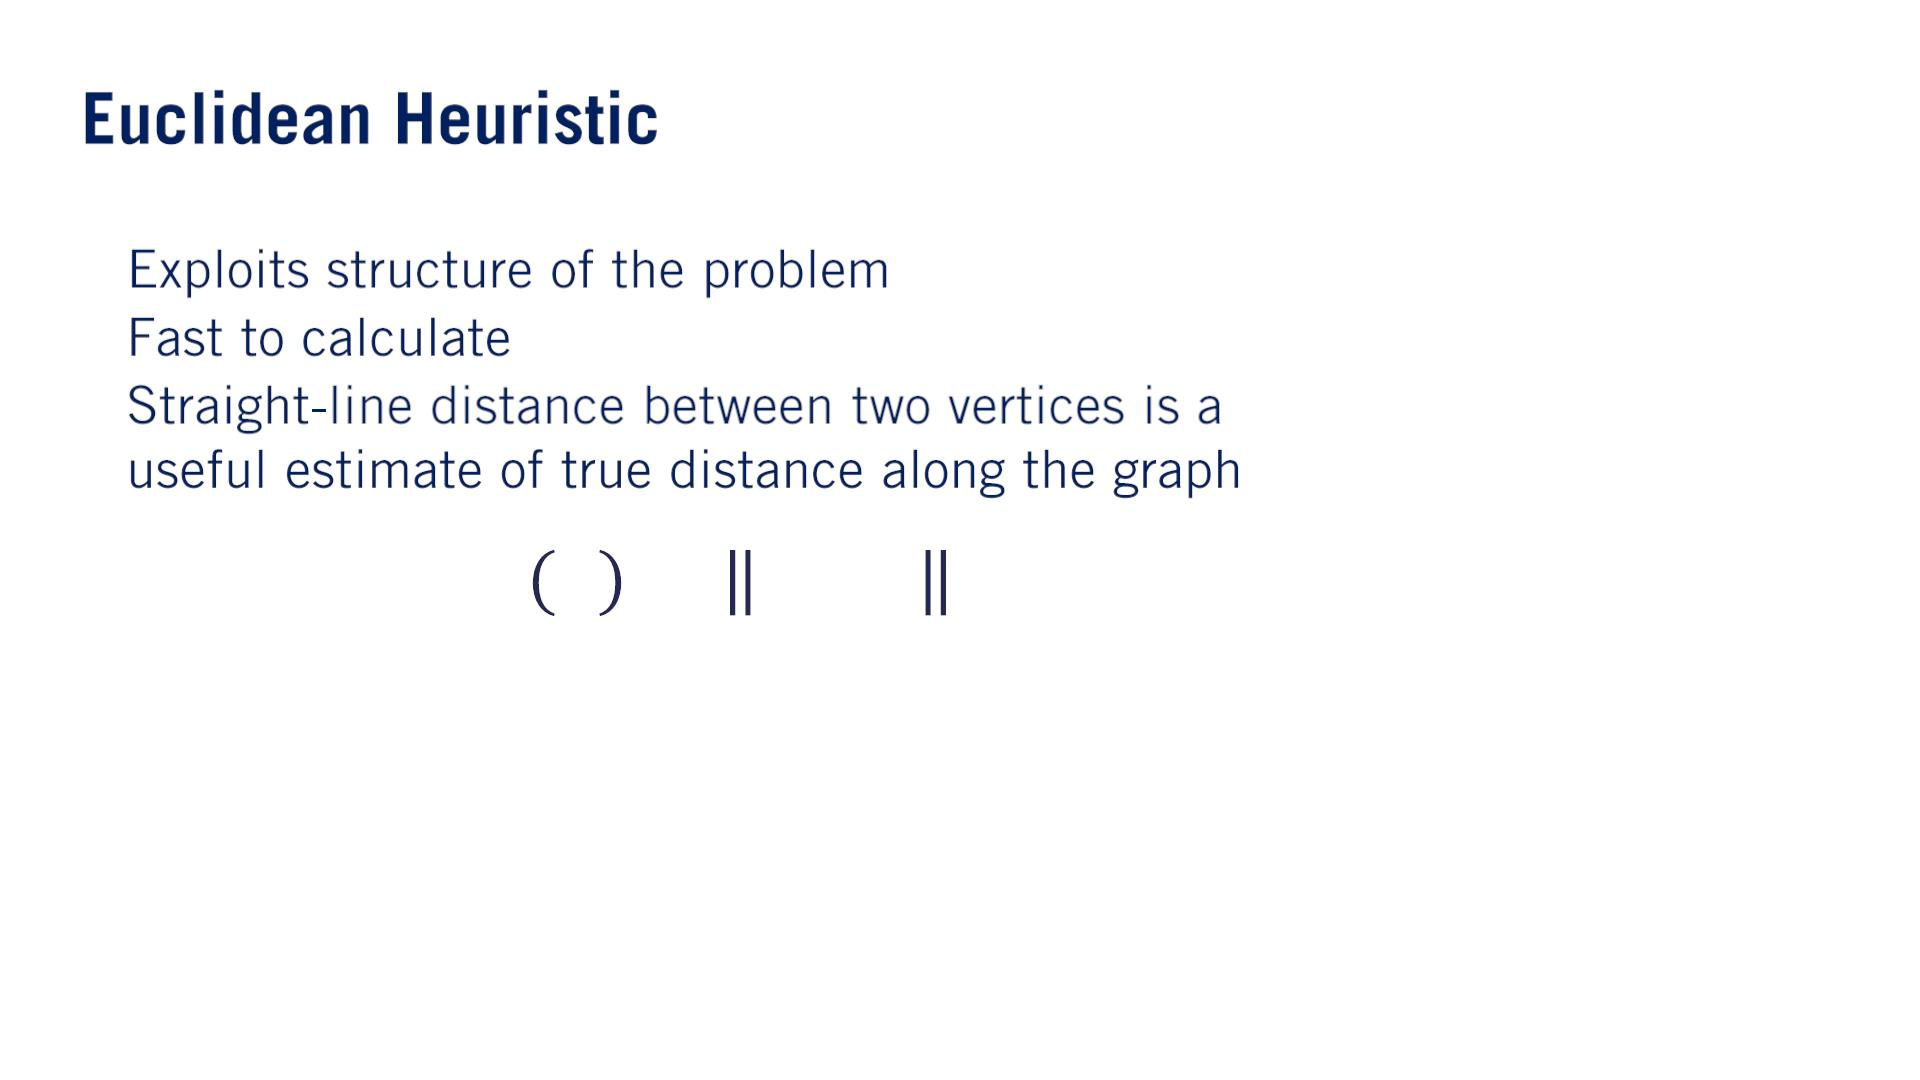 Euclidean Heuristic
Exploits structure of the problem
Fast to calculate
Straight-line distance between two vertices is a
useful estimate of true distance along the graph
( ) ‖ ‖